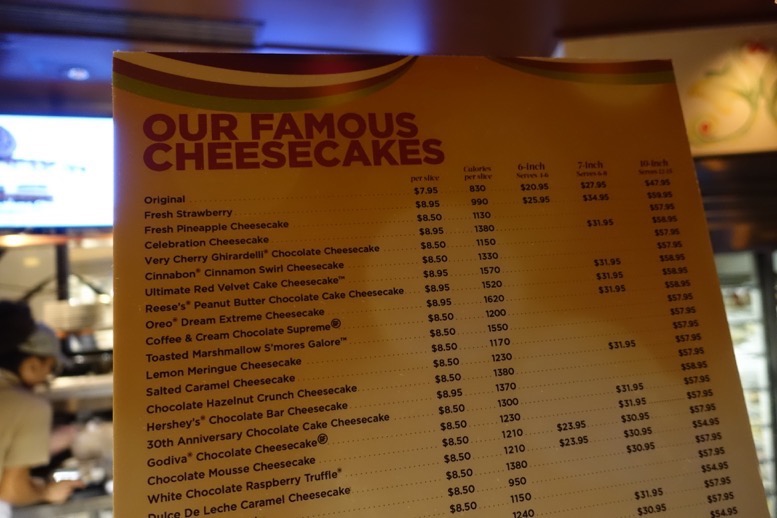 OUR FAMOUS
CHEESECAKES
per slice Calories per slice 6-inch Serves 4-6 7-inch Serves 6-8 10-inch Serves 12-15
Original $7.95 830 $20.95 $27.95 $47.95
Fresh Strawberry $8.95 990 $25.95 $34.95 $59.95
Fresh Pineapple Cheesecake $8.50 1130 $57.95
Celebration Cheesecake $8.95 1380 $31.95 $58.95
Very Cherry Ghirardelli® Chocolate Cheesecake $8.50 1150 $57.95
Cinnabon® Cinnamon Swirl Cheesecake $8.50 1330 $57.95
Ultimate Red Velvet Cake Cheesecake™ $8.95 1570 $31.95 $58.95
Reese's® Peanut Butter Chocolate Cake Cheesecake $8.95 1520 $31.95 $58.95
Oreo® Dream Extreme Cheesecake $8.95 1620 $31.95 $58.95
Coffee & Cream Chocolate Supreme® $8.50 1200 $57.95
Toasted Marshmallow S'mores Galore™ $8.50 1550 $57.95
Lemon Meringue Cheesecake $8.50 1170 $57.95
Salted Caramel Cheesecake $8.50 1230 $31.95 $57.95
Chocolate Hazelnut Crunch Cheesecake $8.50 1380 $57.95
Hershey's® Chocolate Bar Cheesecake $8.95 1370 $58.95
30th Anniversary Chocolate Cake Cheesecake $8.50 1300 $31.95 $57.95
Godiva® Chocolate Cheesecake® $8.50 1230 $31.95 $57.95
Chocolate Mousse Cheesecake $8.50 1210 $23.95 $30.95 $57.95
White Chocolate Raspberry Truffle® $8.50 1210 $23.95 $30.95 $54.95
Dulce De Leche Caramel Cheesecake $8.50 1380 $30.95 $57.95
$8.50 950 $54.95
$8.50 1150 $31.95 $57.95
1240 $30.95 $54.95